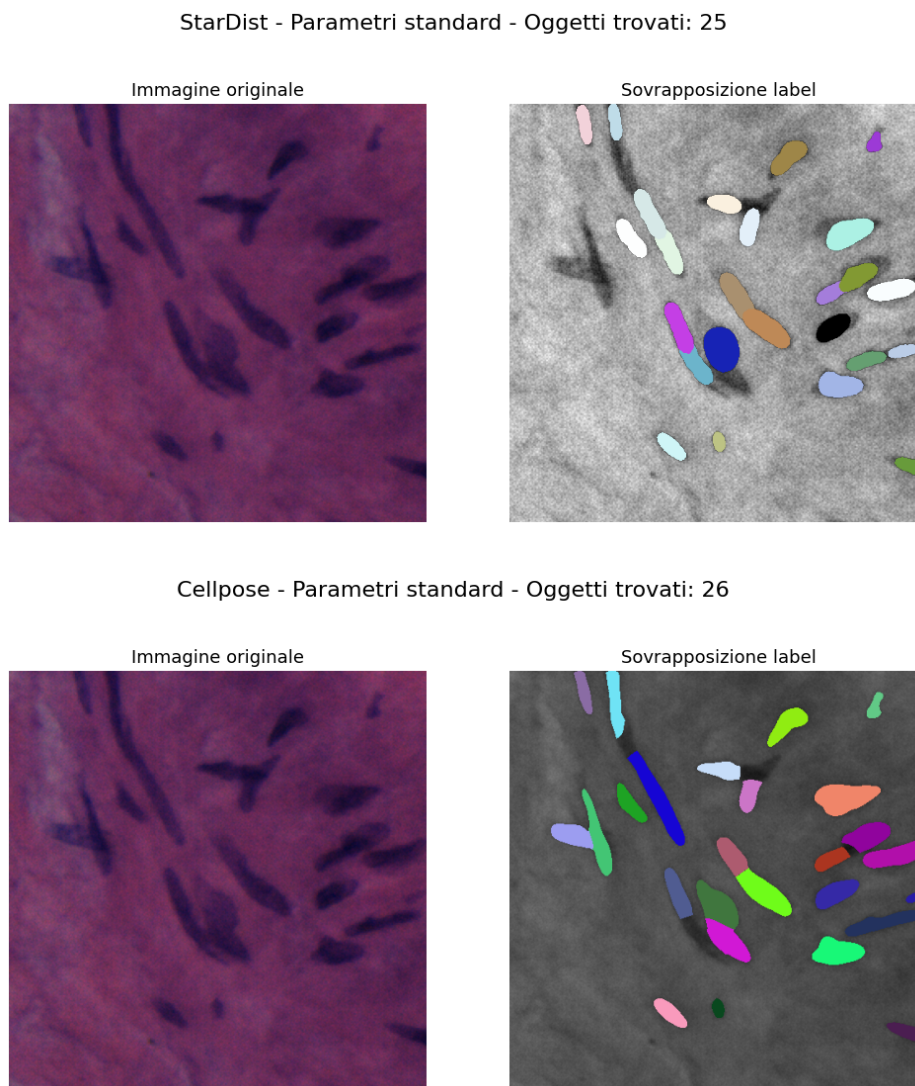 StarDist - Parametri standard - Oggetti trovati: 25
Immagine originale
Sovrapposizione label
Cellpose - Parametri standard - Oggetti trovati: 26
Immagine originale
Sovrapposizione label